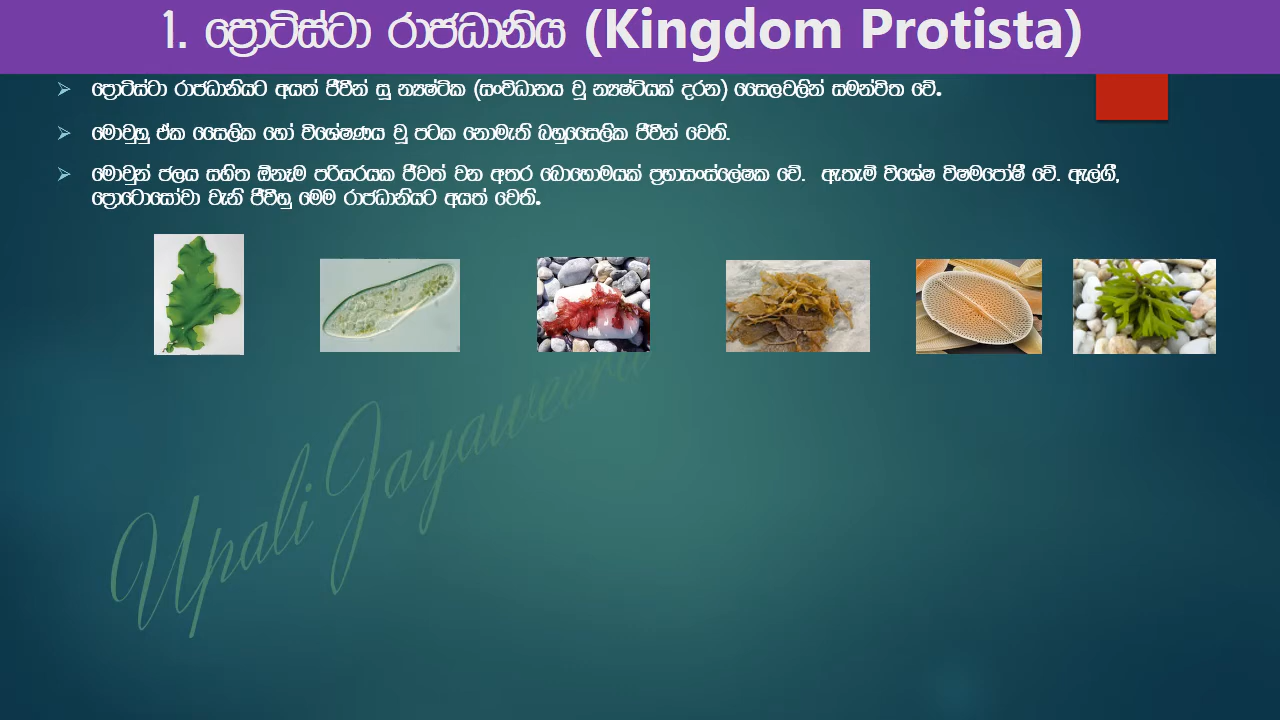 1. ප්‍රොටිස්ටා රාජධානිය (Kingdom Protista)
ප්‍රොටිස්ටා රාජධානියට අයත් ජීවීන් සූ න්‍යෂ්ටික (සංවිධානය වූ න්‍යෂ්ටියක් දරන) සෛලවලින් සමන්විත වේ.
මොවුහු ඒක සෛලික හෝ විශේෂණය වූ පටක නොමැති බහුසෛලික ජීවීන් වෙති.
මොවුන් ජලය සහිත ඕනෑම පරිසරයක ජීවත් වන අතර බොහොමයක් ප්‍රභාසංස්ලේෂක වේ. ඇතැම් විශේෂ විෂමපෝෂී වේ. ඇල්ගී,
ප්‍රොටොසෝවා වැනි ජීවීහු මෙම රාජධානියට අයත් වෙති.
Upali Jayaweera